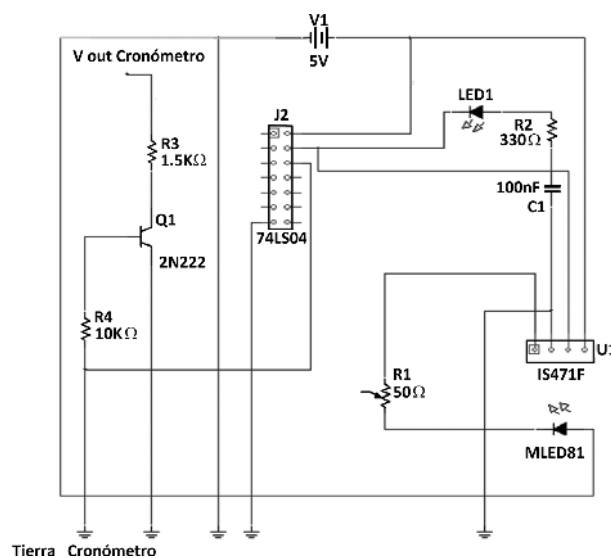 V1
5V
V out Cronómetro
J2
74LS04
LED1
R2
330Ω
100nF
C1
R3
1.5KΩ
Q1
2N222
R4
10KΩ
R1
50Ω
U1
IS471F
MLED81
Tierra Cronómetro